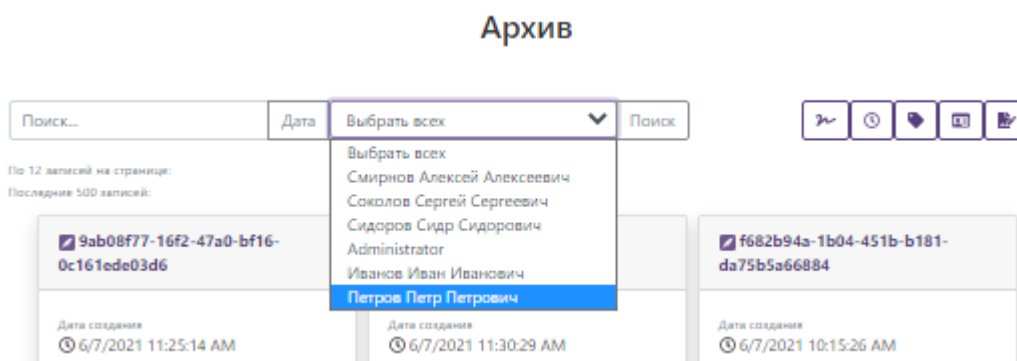 Архив
Поиск...
Дата
Выбрать всех
Поиск
Выбрать всех
Смирнов Алексей Алексеевич
Соколов Сергей Сергеевич
Сидоров Сидр Сидорович
Administrator
Иванов Иван Иванович
Петров Петр Петрович
По 12 записей на странице:
Последние 500 записей:
9ab08f77-16f2-47a0-bf16-
0c161ede03d6
Дата создания
6/7/2021 11:25:14 AM
Дата создания
6/7/2021 11:30:29 AM
f682b94a-1b04-451b-b181-
da75b5a66884
Дата создания
6/7/2021 10:15:26 AM